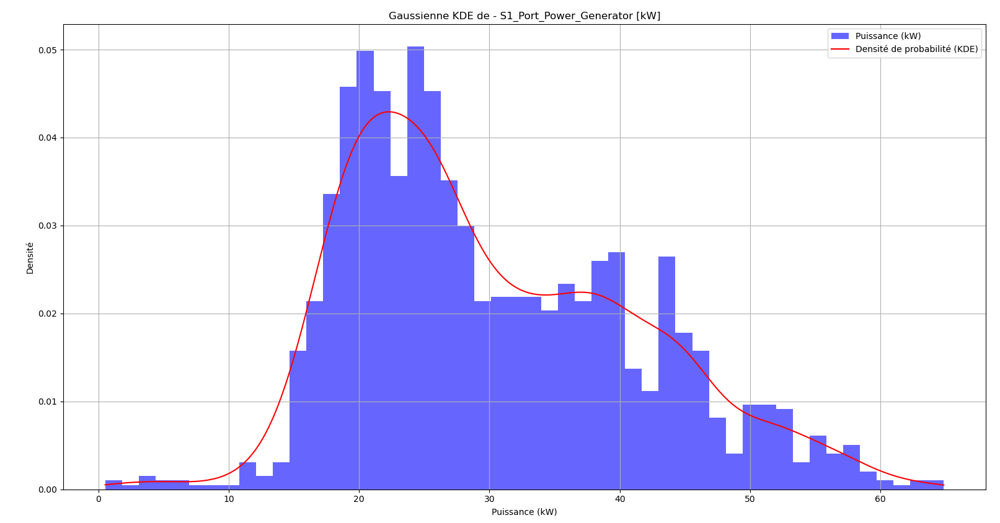 Gaussienne KDE de - S1_Port_Power_Generator [kW]
Puissance (kW)
Densité de probabilité (KDE)
0.05
0.04
0.03
0.02
0.01
0.00
Densité
0 10 20 30 40 50 60
Puissance (kW)